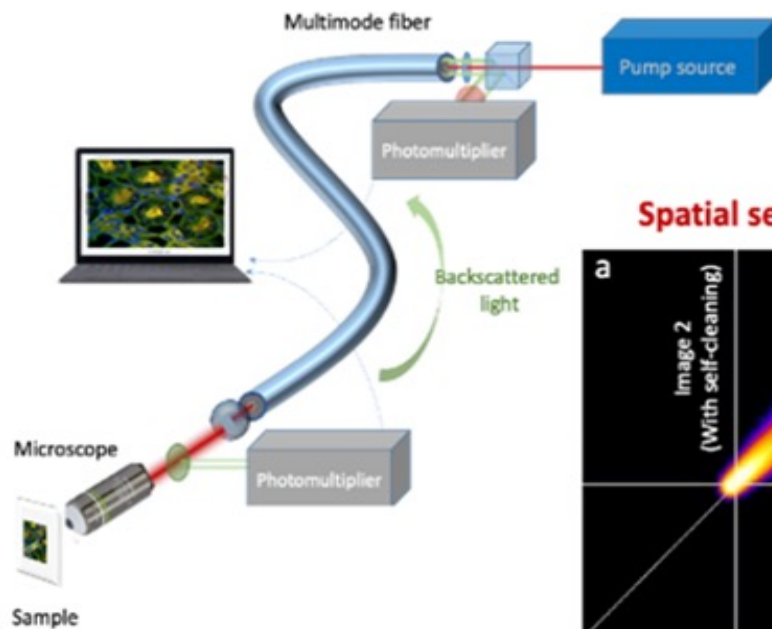 Multimode fiber
Pump source
Photomultiplier
Spatial se
a
Image 2
(With self-cleaning)
Backscattered
light
Microscope
Photomultiplier
Sample